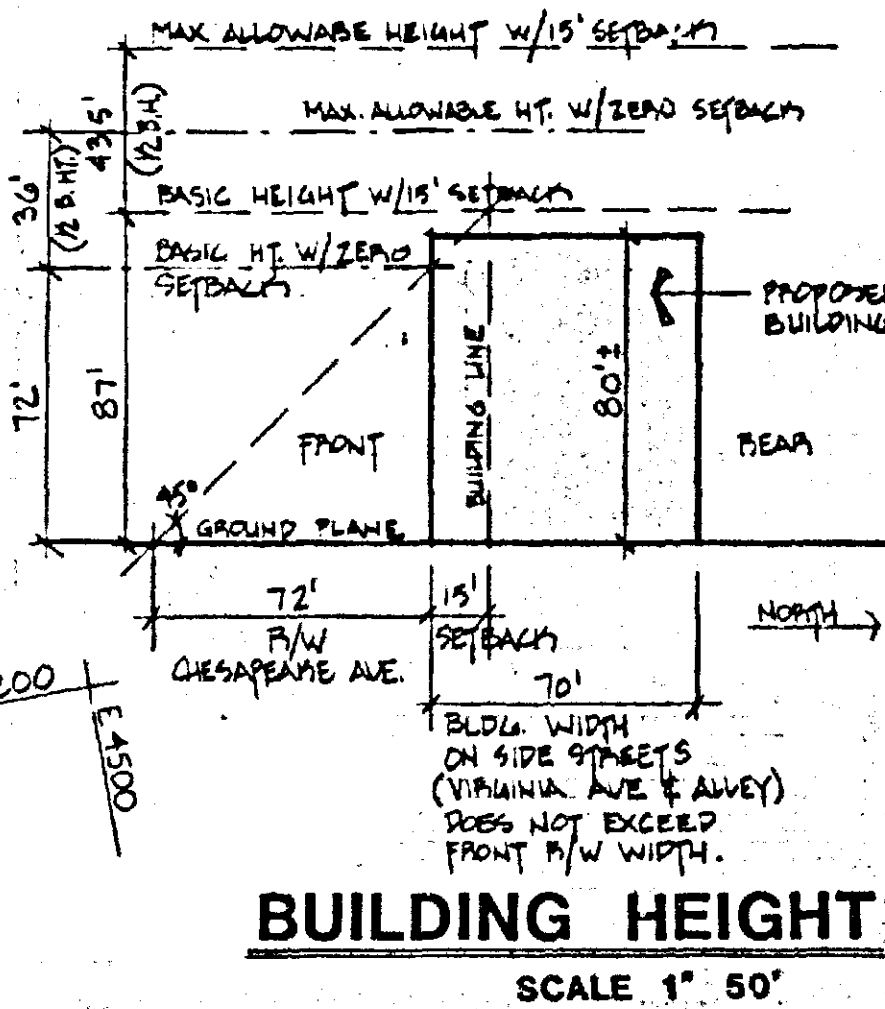 MAX ALLOWABE HEIGHT W/15' SETBACK
MAX. ALLOWABLE HT. W/ZERO SETBACK
36'
(1/2 B. HT.)
43.5'
(1/2 B.H.)
BASIC HEIGHT W/15' SETBACK
BASIC HT. W/ZERO
SETBACK
PROPOSED
BUILDING
72'
87'
BUILDING LINE
80'±
FRONT
REAR
45°
GROUND PLANE
72'
15'
R/W
SETBACK
CHESAPEAKE AVE.
NORTH
200
E 4500
70'
BLDG. WIDTH
ON SIDE STREETS
(VIRGINIA AVE & ALLEY)
DOES NOT EXCEED
FRONT R/W WIDTH.
BUILDING HEIGHT
SCALE 1" 50'